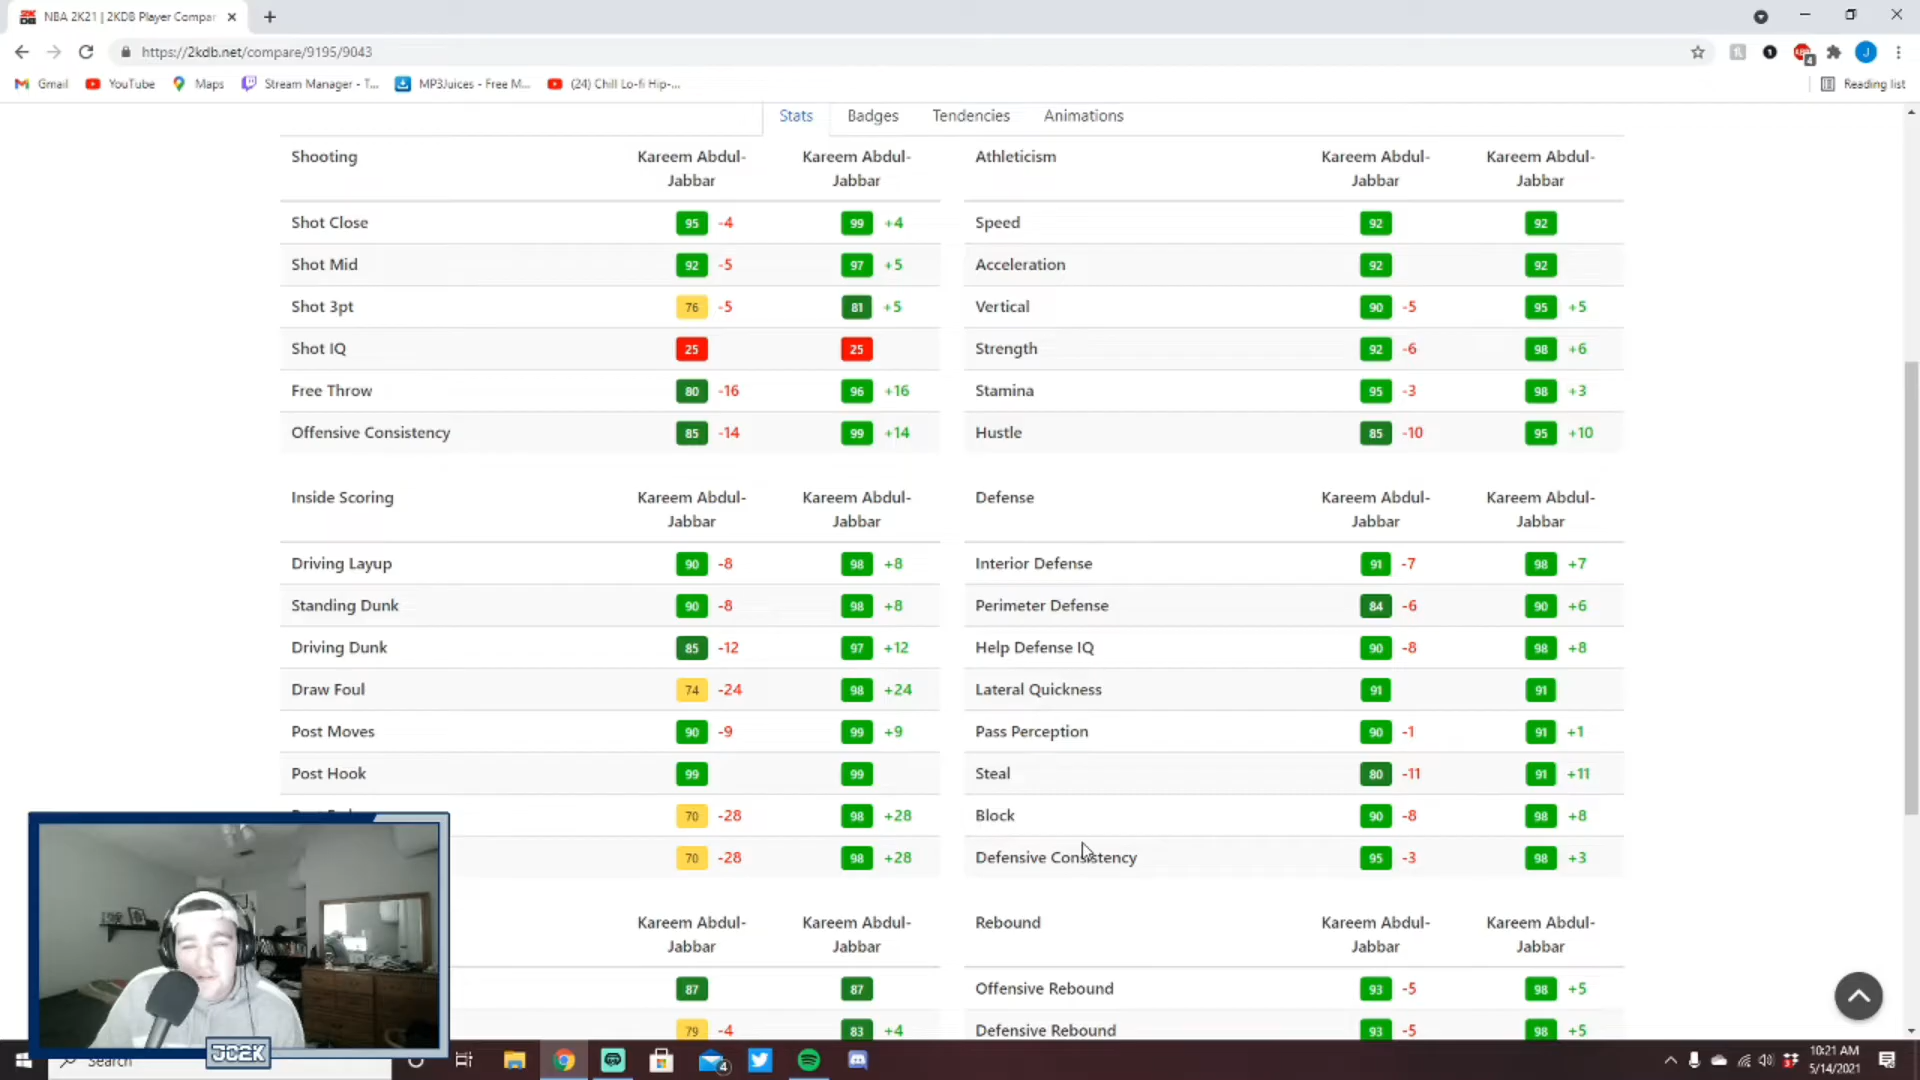 NBA 2K21 | 2KDB Player Compar
https://2kdb.net/compare/9195/9043
Gmail YouTube Maps Stream Manager - T... MP3Juices - Free M... (24) Chill Lo-fi Hip-... Reading list
Stats Badges Tendencies Animations
Shooting Kareem Abdul-Jabbar Kareem Abdul-Jabbar
Shot Close 95 -4 99 +4
Shot Mid 92 -5 97 +5
Shot 3pt 76 -5 81 +5
Shot IQ 25 25
Free Throw 80 -16 96 +16
Offensive Consistency 85 -14 99 +14
Athleticism Kareem Abdul-Jabbar Kareem Abdul-Jabbar
Speed 92 92
Acceleration 92 92
Vertical 90 -5 95 +5
Strength 92 -6 98 +6
Stamina 95 -3 98 +3
Hustle 85 -10 95 +10
Inside Scoring Kareem Abdul-Jabbar Kareem Abdul-Jabbar
Driving Layup 90 -8 98 +8
Standing Dunk 90 -8 98 +8
Driving Dunk 85 -12 97 +12
Draw Foul 74 -24 98 +24
Post Moves 90 -9 99 +9
Post Hook 99 99
70 -28 98 +28
70 -28 98 +28
Defense Kareem Abdul-Jabbar Kareem Abdul-Jabbar
Interior Defense 91 -7 98 +7
Perimeter Defense 84 -6 90 +6
Help Defense IQ 90 -8 98 +8
Lateral Quickness 91 91
Pass Perception 90 -1 91 +1
Steal 80 -11 91 +11
Block 90 -8 98 +8
Defensive Consistency 95 -3 98 +3
Kareem Abdul-Jabbar Kareem Abdul-Jabbar
87 87
79 -4 83 +4
Rebound Kareem Abdul-Jabbar Kareem Abdul-Jabbar
Offensive Rebound 93 -5 98 +5
Defensive Rebound 93 -5 98 +5
JC2K
Search
4
10:21 AM
5/14/2021